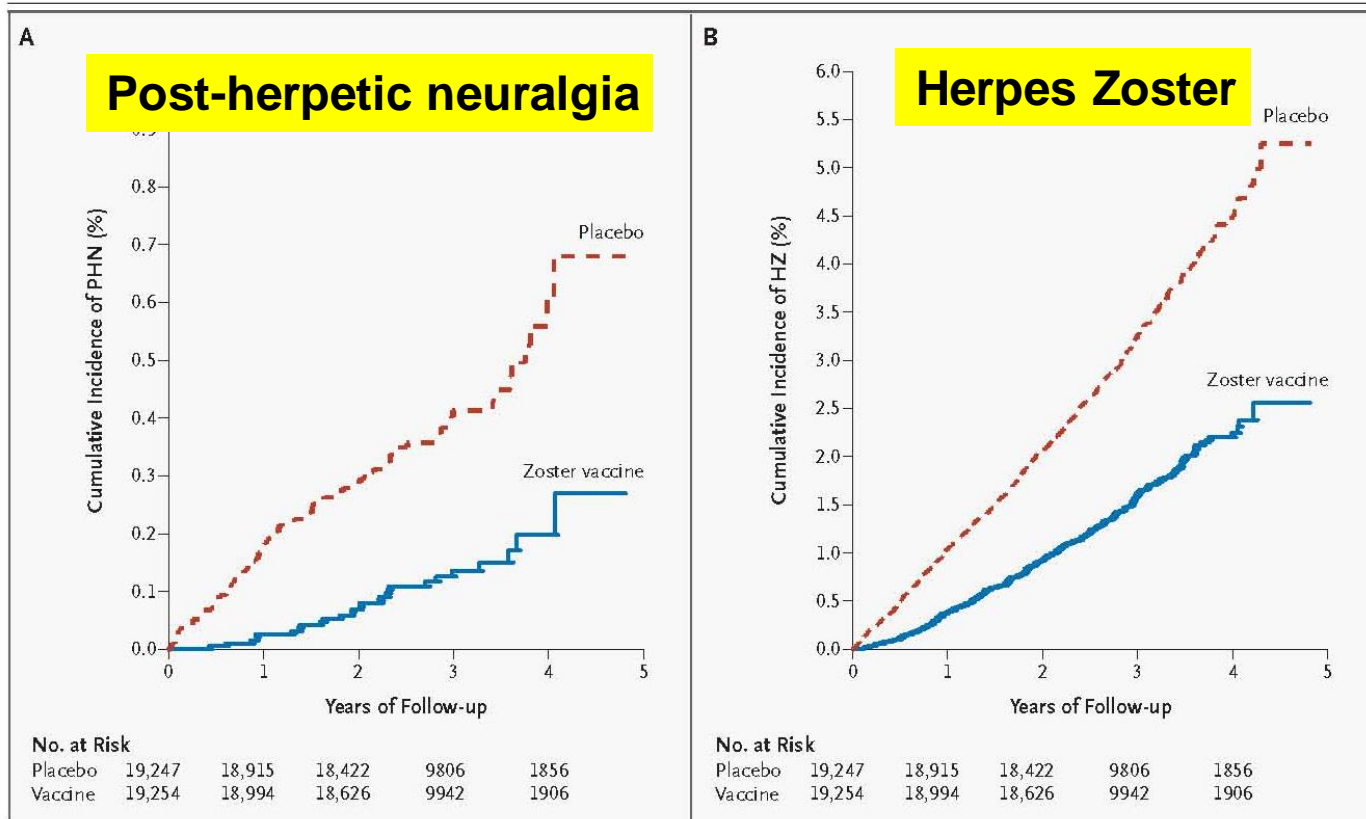 A
Post-herpetic neuralgia
Cumulative Incidence of PHN (%)
0.9
0.8
0.7
0.6
0.5
0.4
0.3
0.2
0.1
0.0
Placebo
Zoster vaccine
0 1 2 3 4 5
Years of Follow-up
No. at Risk
Placebo 19,247 18,915 18,422 9806 1856
Vaccine 19,254 18,994 18,626 9942 1906
B
Herpes Zoster
Cumulative Incidence of HZ (%)
6.0
5.5
5.0
4.5
4.0
3.5
3.0
2.5
2.0
1.5
1.0
0.5
0.0
Placebo
Zoster vaccine
0 1 2 3 4 5
Years of Follow-up
No. at Risk
Placebo 19,247 18,915 18,422 9806 1856
Vaccine 19,254 18,994 18,626 9942 1906